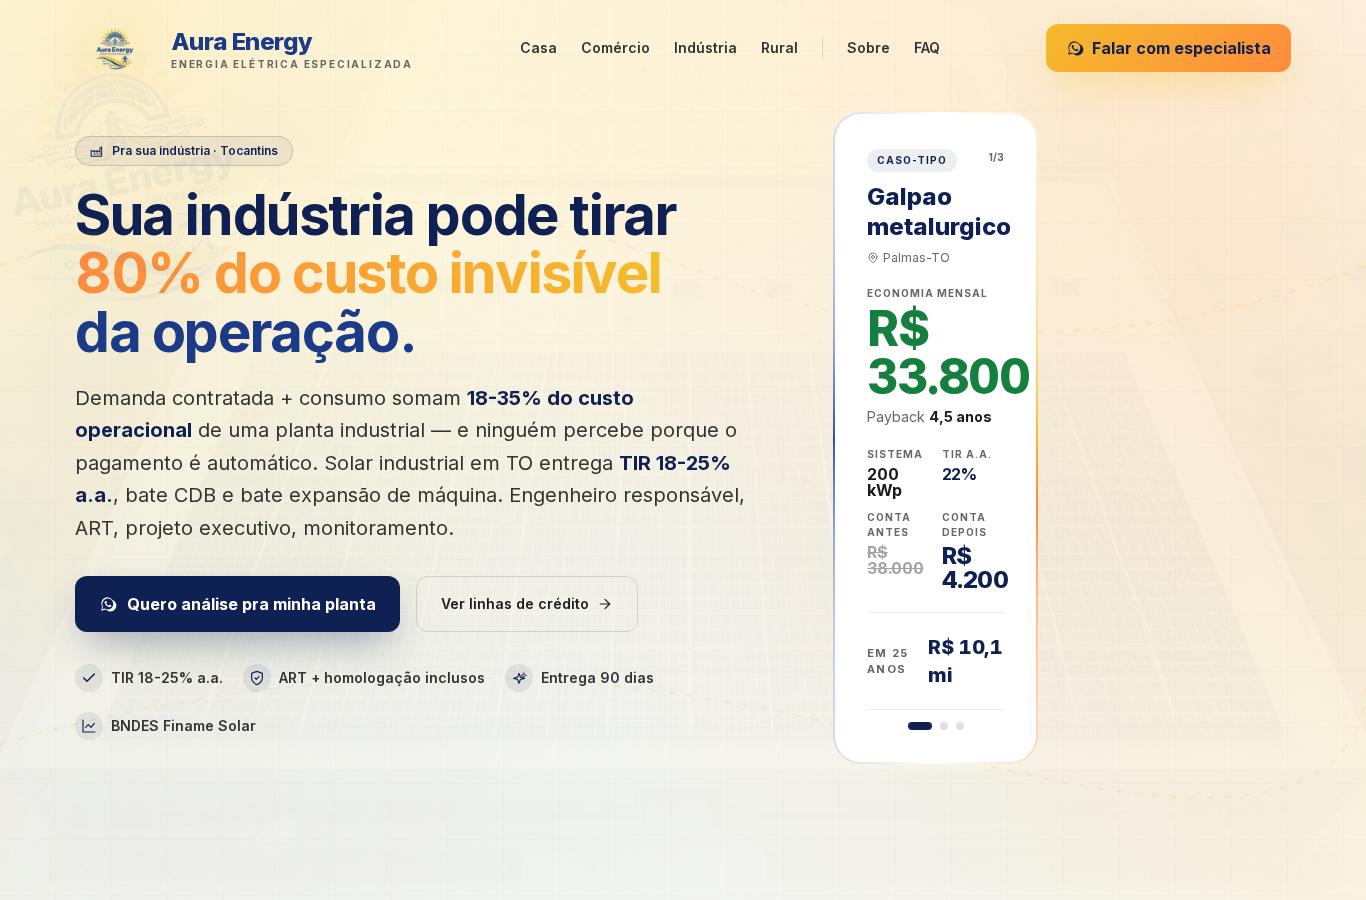 Aura Energy
ENERGIA ELÉTRICA ESPECIALIZADA
Casa
Comércio
Indústria
Rural
Sobre
FAQ
Falar com especialista
Pra sua indústria · Tocantins
Sua indústria pode tirar
80% do custo invisível
da operação.
Demanda contratada + consumo somam 18-35% do custo
operacional de uma planta industrial — e ninguém percebe porque o
pagamento é automático. Solar industrial em TO entrega TIR 18-25%
a.a., bate CDB e bate expansão de máquina. Engenheiro responsável,
ART, projeto executivo, monitoramento.
Quero análise pra minha planta
Ver linhas de crédito
TIR 18-25% a.a.
ART + homologação inclusos
Entrega 90 dias
BNDES Finame Solar
CASO-TIPO
1/3
Galpao
metalurgico
Palmas-TO
ECONOMIA MENSAL
R$
33.800
Payback 4,5 anos
SISTEMA
200
kWp
TIR A.A.
22%
CONTA
ANTES
R$
38.000
CONTA
DEPOIS
R$
4.200
EM 25
ANOS
R$ 10,1
mi